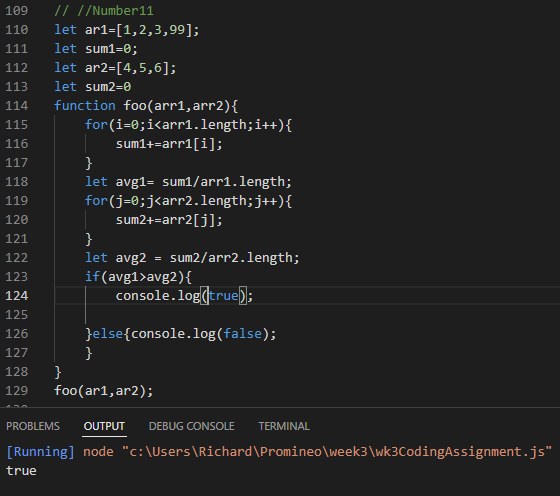 109 // //Number11
110 let ar1=[1,2,3,99];
111 let sum1=0;
112 let ar2=[4,5,6];
113 let sum2=0
114 function foo(arr1,arr2){
115     for(i=0;i<arr1.length;i++){
116         sum1+=arr1[i];
117     }
118     let avg1= sum1/arr1.length;
119     for(j=0;j<arr2.length;j++){
120         sum2+=arr2[j];
121     }
122     let avg2 = sum2/arr2.length;
123     if(avg1>avg2){
124         console.log(true);
125
126     }else{console.log(false);
127     }
128 }
129 foo(ar1,ar2);
PROBLEMS OUTPUT DEBUG CONSOLE TERMINAL
[Running] node "c:\Users\Richard\Promineo\week3\wk3CodingAssignment.js"
true